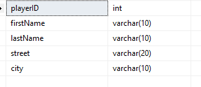 playerID int
firstName varchar(10)
lastName varchar(10)
street varchar(20)
city varchar(10)